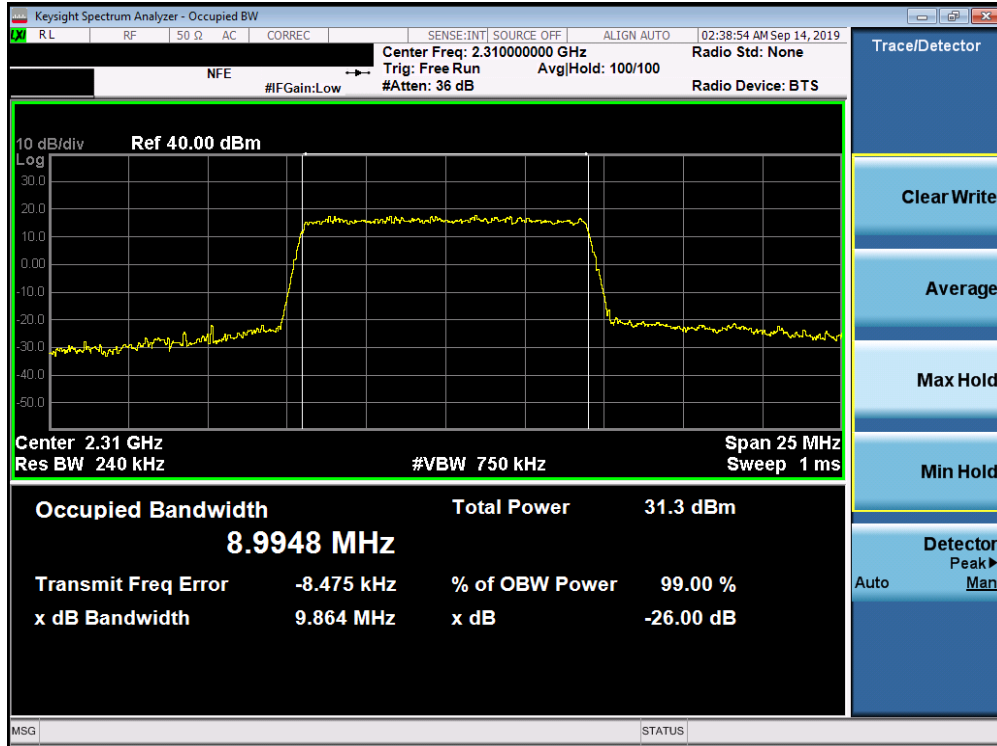 Keysight Spectrum Analyzer - Occupied BW
LXI RL RF 50 Ω AC CORREC SENSE:INT SOURCE OFF ALIGN AUTO 02:38:54 AM Sep 14, 2019
Center Freq: 2.310000000 GHz Radio Std: None
NFE Trig: Free Run Avg|Hold: 100/100
#IFGain:Low #Atten: 36 dB Radio Device: BTS
10 dB/div Ref 40.00 dBm
Log
30.0
20.0
10.0
0.00
-10.0
-20.0
-30.0
-40.0
-50.0
Center 2.31 GHz Span 25 MHz
Res BW 240 kHz #VBW 750 kHz Sweep 1 ms
Occupied Bandwidth Total Power 31.3 dBm
8.9948 MHz
Transmit Freq Error -8.475 kHz % of OBW Power 99.00 %
x dB Bandwidth 9.864 MHz x dB -26.00 dB
MSG STATUS
Trace/Detector
Clear Write
Average
Max Hold
Min Hold
Detector
Peak▶
Auto Man